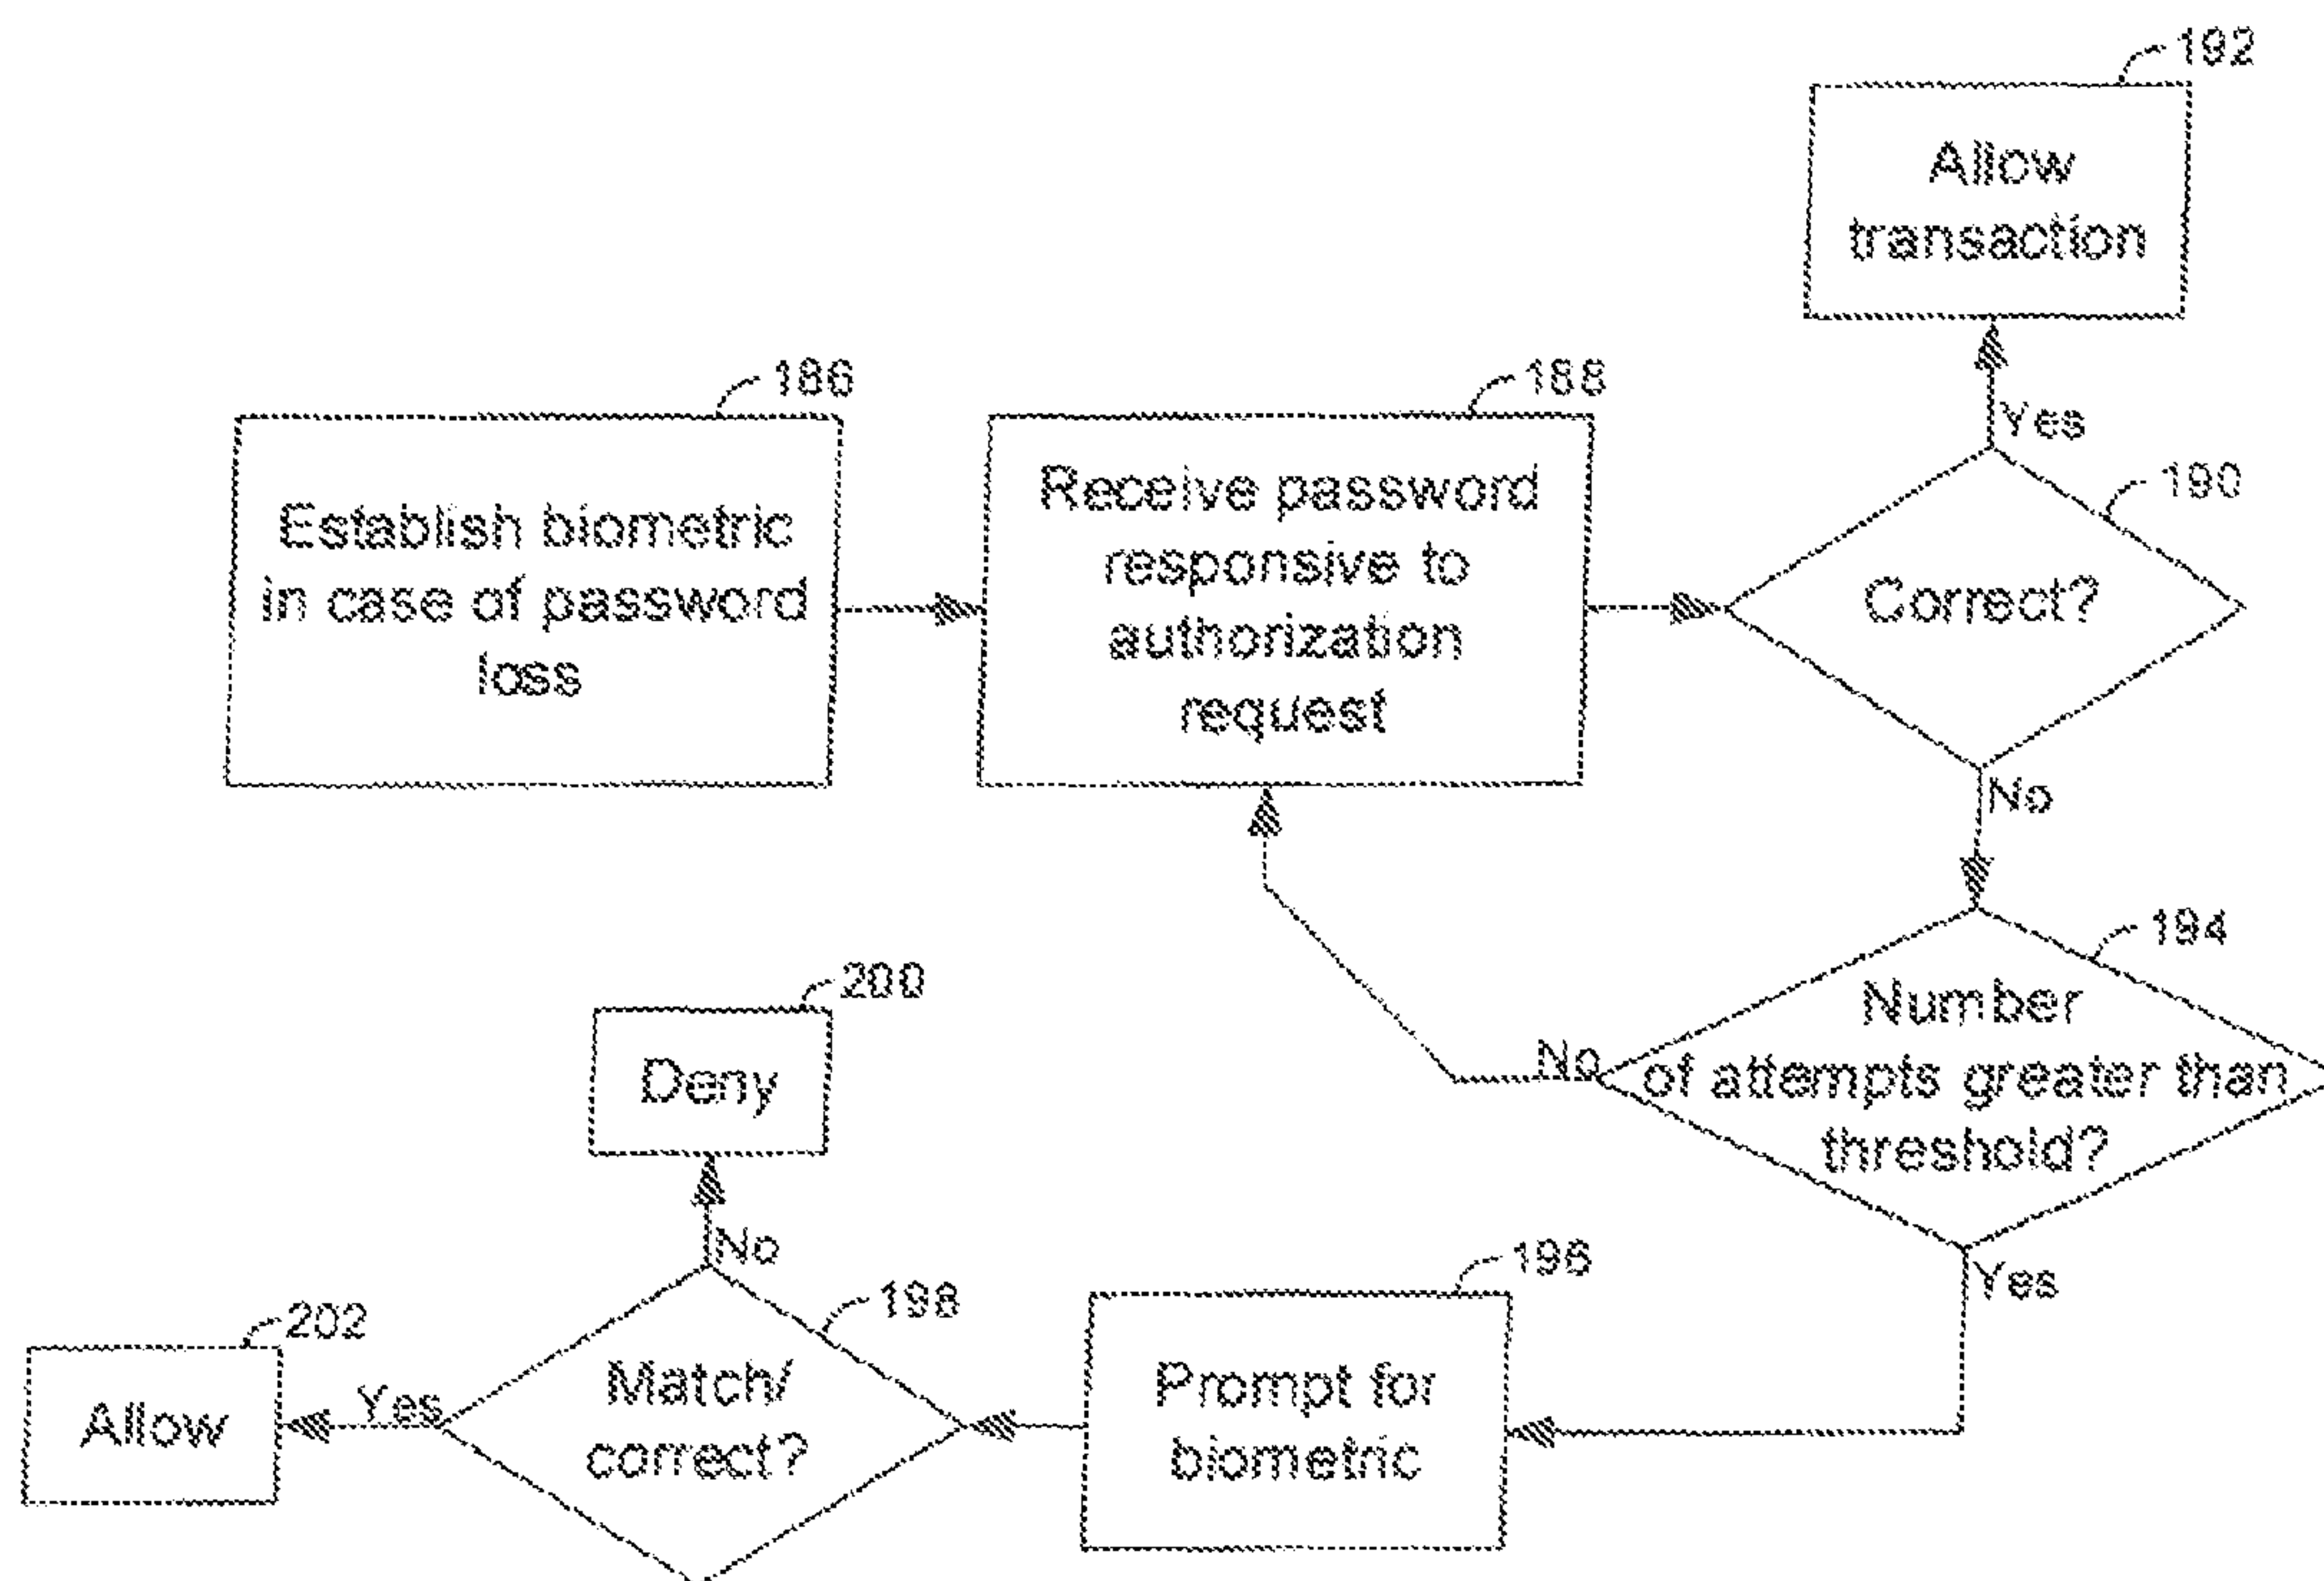 192
Allow
transaction
Yes
186
Establish biometric
in case of password
loss
188
Receive password
responsive to
authorization
request
190
Correct?
No
194
Number
of attempts greater than
threshold?
No
Yes
196
Prompt for
biometric
198
Match/
correct?
No
200
Deny
Yes
202
Allow